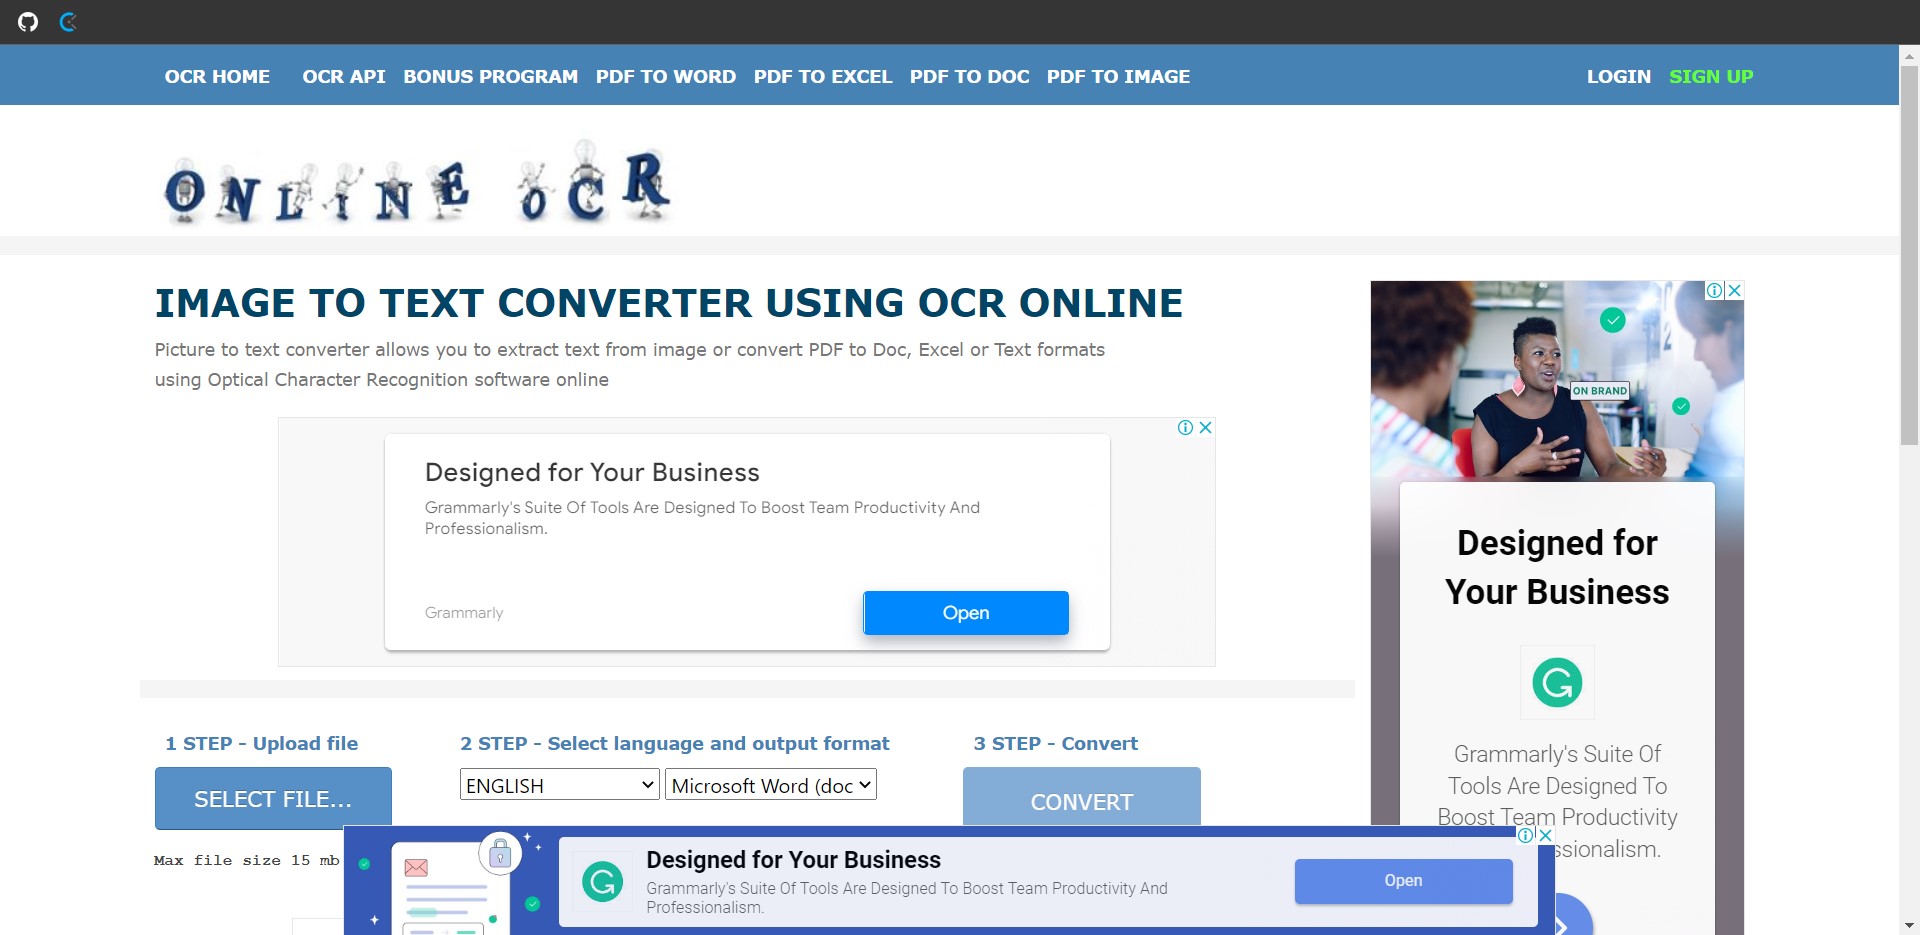 OCR HOME OCR API BONUS PROGRAM PDF TO WORD PDF TO EXCEL PDF TO DOC PDF TO IMAGE LOGIN SIGN UP
ONLINE OCR
IMAGE TO TEXT CONVERTER USING OCR ONLINE
Picture to text converter allows you to extract text from image or convert PDF to Doc, Excel or Text formats
using Optical Character Recognition software online
Designed for Your Business
Grammarly's Suite Of Tools Are Designed To Boost Team Productivity And
Professionalism.
Grammarly
Open
1 STEP - Upload file
SELECT FILE...
Max file size 15 mb
2 STEP - Select language and output format
ENGLISH
Microsoft Word (doc
3 STEP - Convert
CONVERT
ON BRAND
Designed for
Your Business
Grammarly's Suite Of
Tools Are Designed To
Boost Team Productivity
ssionalism.
Designed for Your Business
Grammarly's Suite Of Tools Are Designed To Boost Team Productivity And
Professionalism.
Open